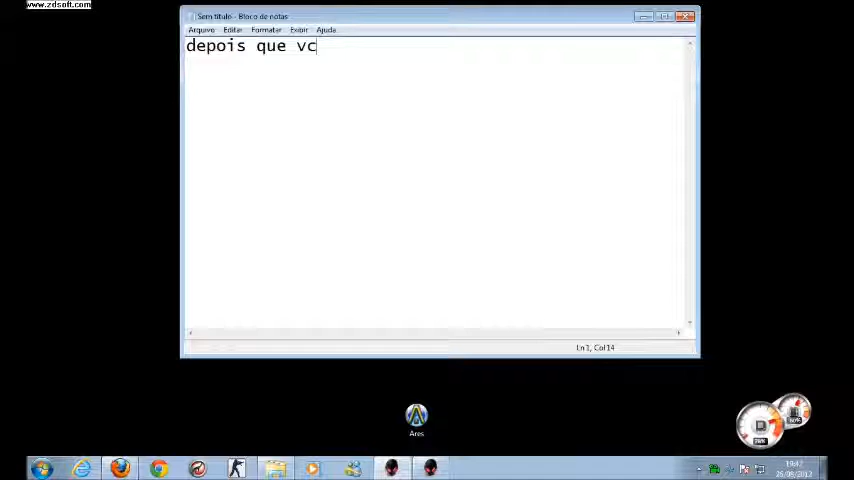 www.zdsoft.com
Sem título - Bloco de notas
Arquivo Editar Formatar Exibir Ajuda
depois que vc
Ln 1, Col 14
Ares